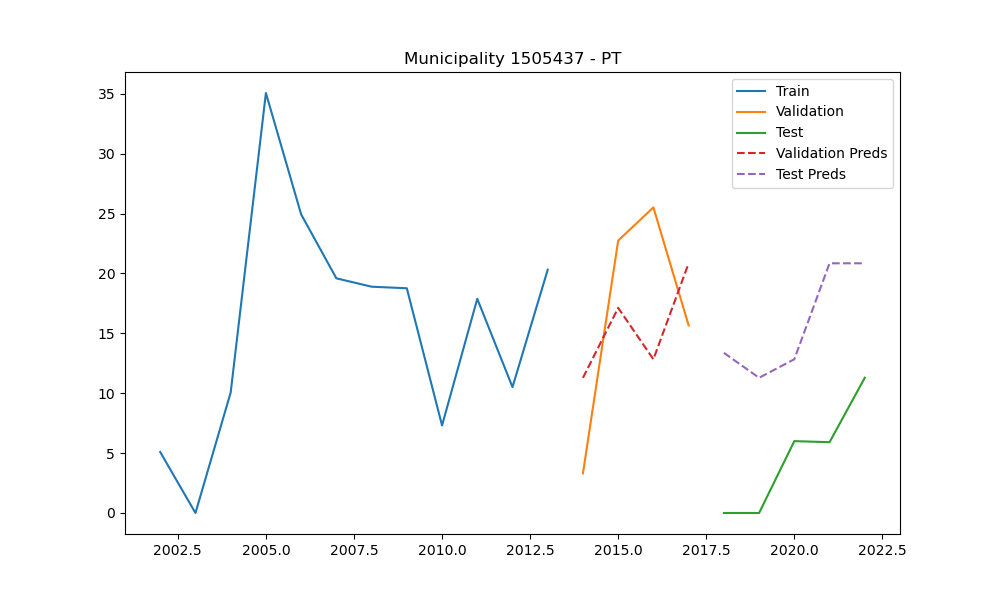 Municipality 1505437 - PT
Train
Validation
Test
Validation Preds
Test Preds
35
30
25
20
15
10
5
0
2002.5 2005.0 2007.5 2010.0 2012.5 2015.0 2017.5 2020.0 2022.5